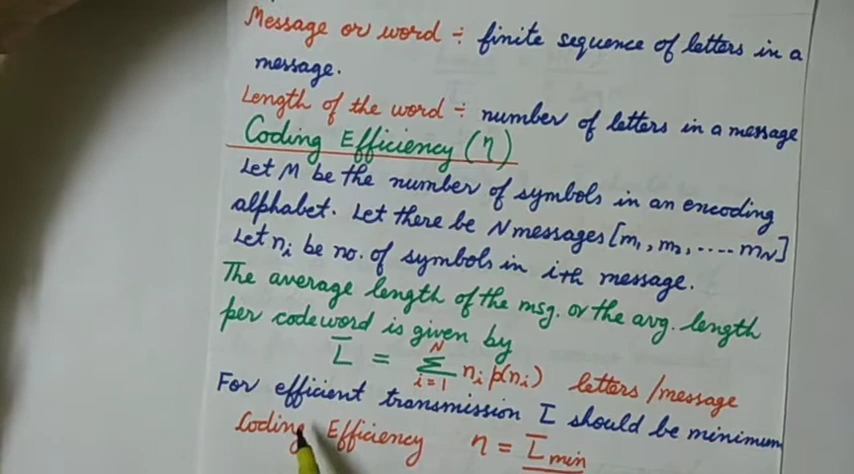 Message or word ÷ finite sequence of letters in a
message.
Length of the word ÷ number of letters in a message
Coding Efficiency (η)
Let M be the number of symbols in an encoding
alphabet. Let there be N messages [m₁, m₂, ..... m_N]
Let nᵢ be no. of symbols in ith message.
The average length of the msg. or the avg. length
per codeword is given by
L̅ = Σ_{i=1}^{N} nᵢ p(nᵢ) letters/message
For efficient transmission L̅ should be minimum
Coding Efficiency η = L̅ min